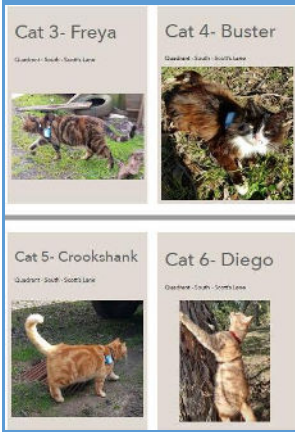 Cat 3- Freya
Quadrant - South - Scott's Lane
Cat 4- Buster
Quadrant - South - Scott's Lane
Cat 5- Crookshank
Quadrant - South - Scott's Lane
Cat 6- Diego
Quadrant - South - Scott's Lane